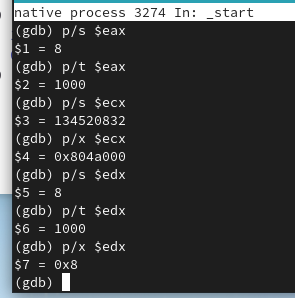 native process 3274 In: _start
(gdb) p/s $eax
$1 = 8
(gdb) p/t $eax
$2 = 1000
(gdb) p/s $ecx
$3 = 134520832
(gdb) p/x $ecx
$4 = 0x804a000
(gdb) p/s $edx
$5 = 8
(gdb) p/t $edx
$6 = 1000
(gdb) p/x $edx
$7 = 0x8
(gdb)